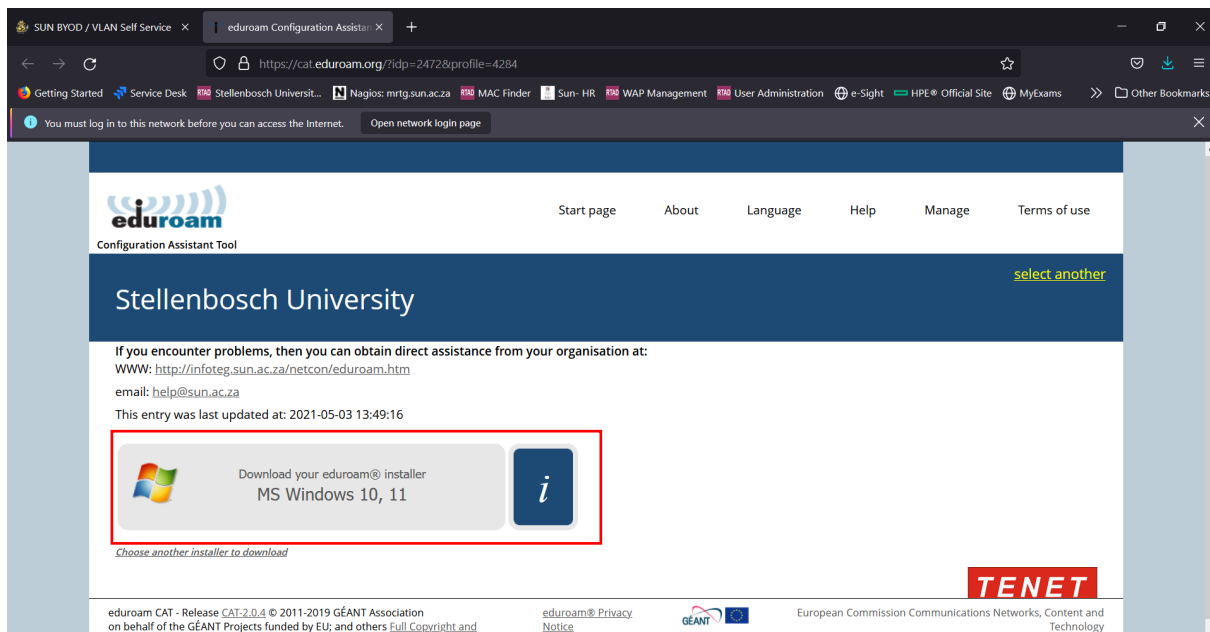 SUN BYOD / VLAN Self Service
eduroam Configuration Assistan
https://cat.eduroam.org/?idp=2472&profile=4284
Getting Started Service Desk Stellenbosch Universit... Nagios: mrtg.sun.ac.za MAC Finder Sun- HR WAP Management User Administration e-Sight HPE® Official Site MyExams Other Bookmarks
You must log in to this network before you can access the Internet. Open network login page
eduroam
Start page About Language Help Manage Terms of use
Configuration Assistant Tool
select another
Stellenbosch University
If you encounter problems, then you can obtain direct assistance from your organisation at:
WWW: http://infoteg.sun.ac.za/netcon/eduroam.htm
email: help@sun.ac.za
This entry was last updated at: 2021-05-03 13:49:16
Download your eduroam® installer
MS Windows 10, 11
i
Choose another installer to download
TENET
eduroam CAT - Release CAT-2.0.4 © 2011-2019 GÉANT Association
on behalf of the GÉANT Projects funded by EU; and others Full Copyright and
eduroam® Privacy
Notice
GÉANT
European Commission Communications Networks, Content and
Technology